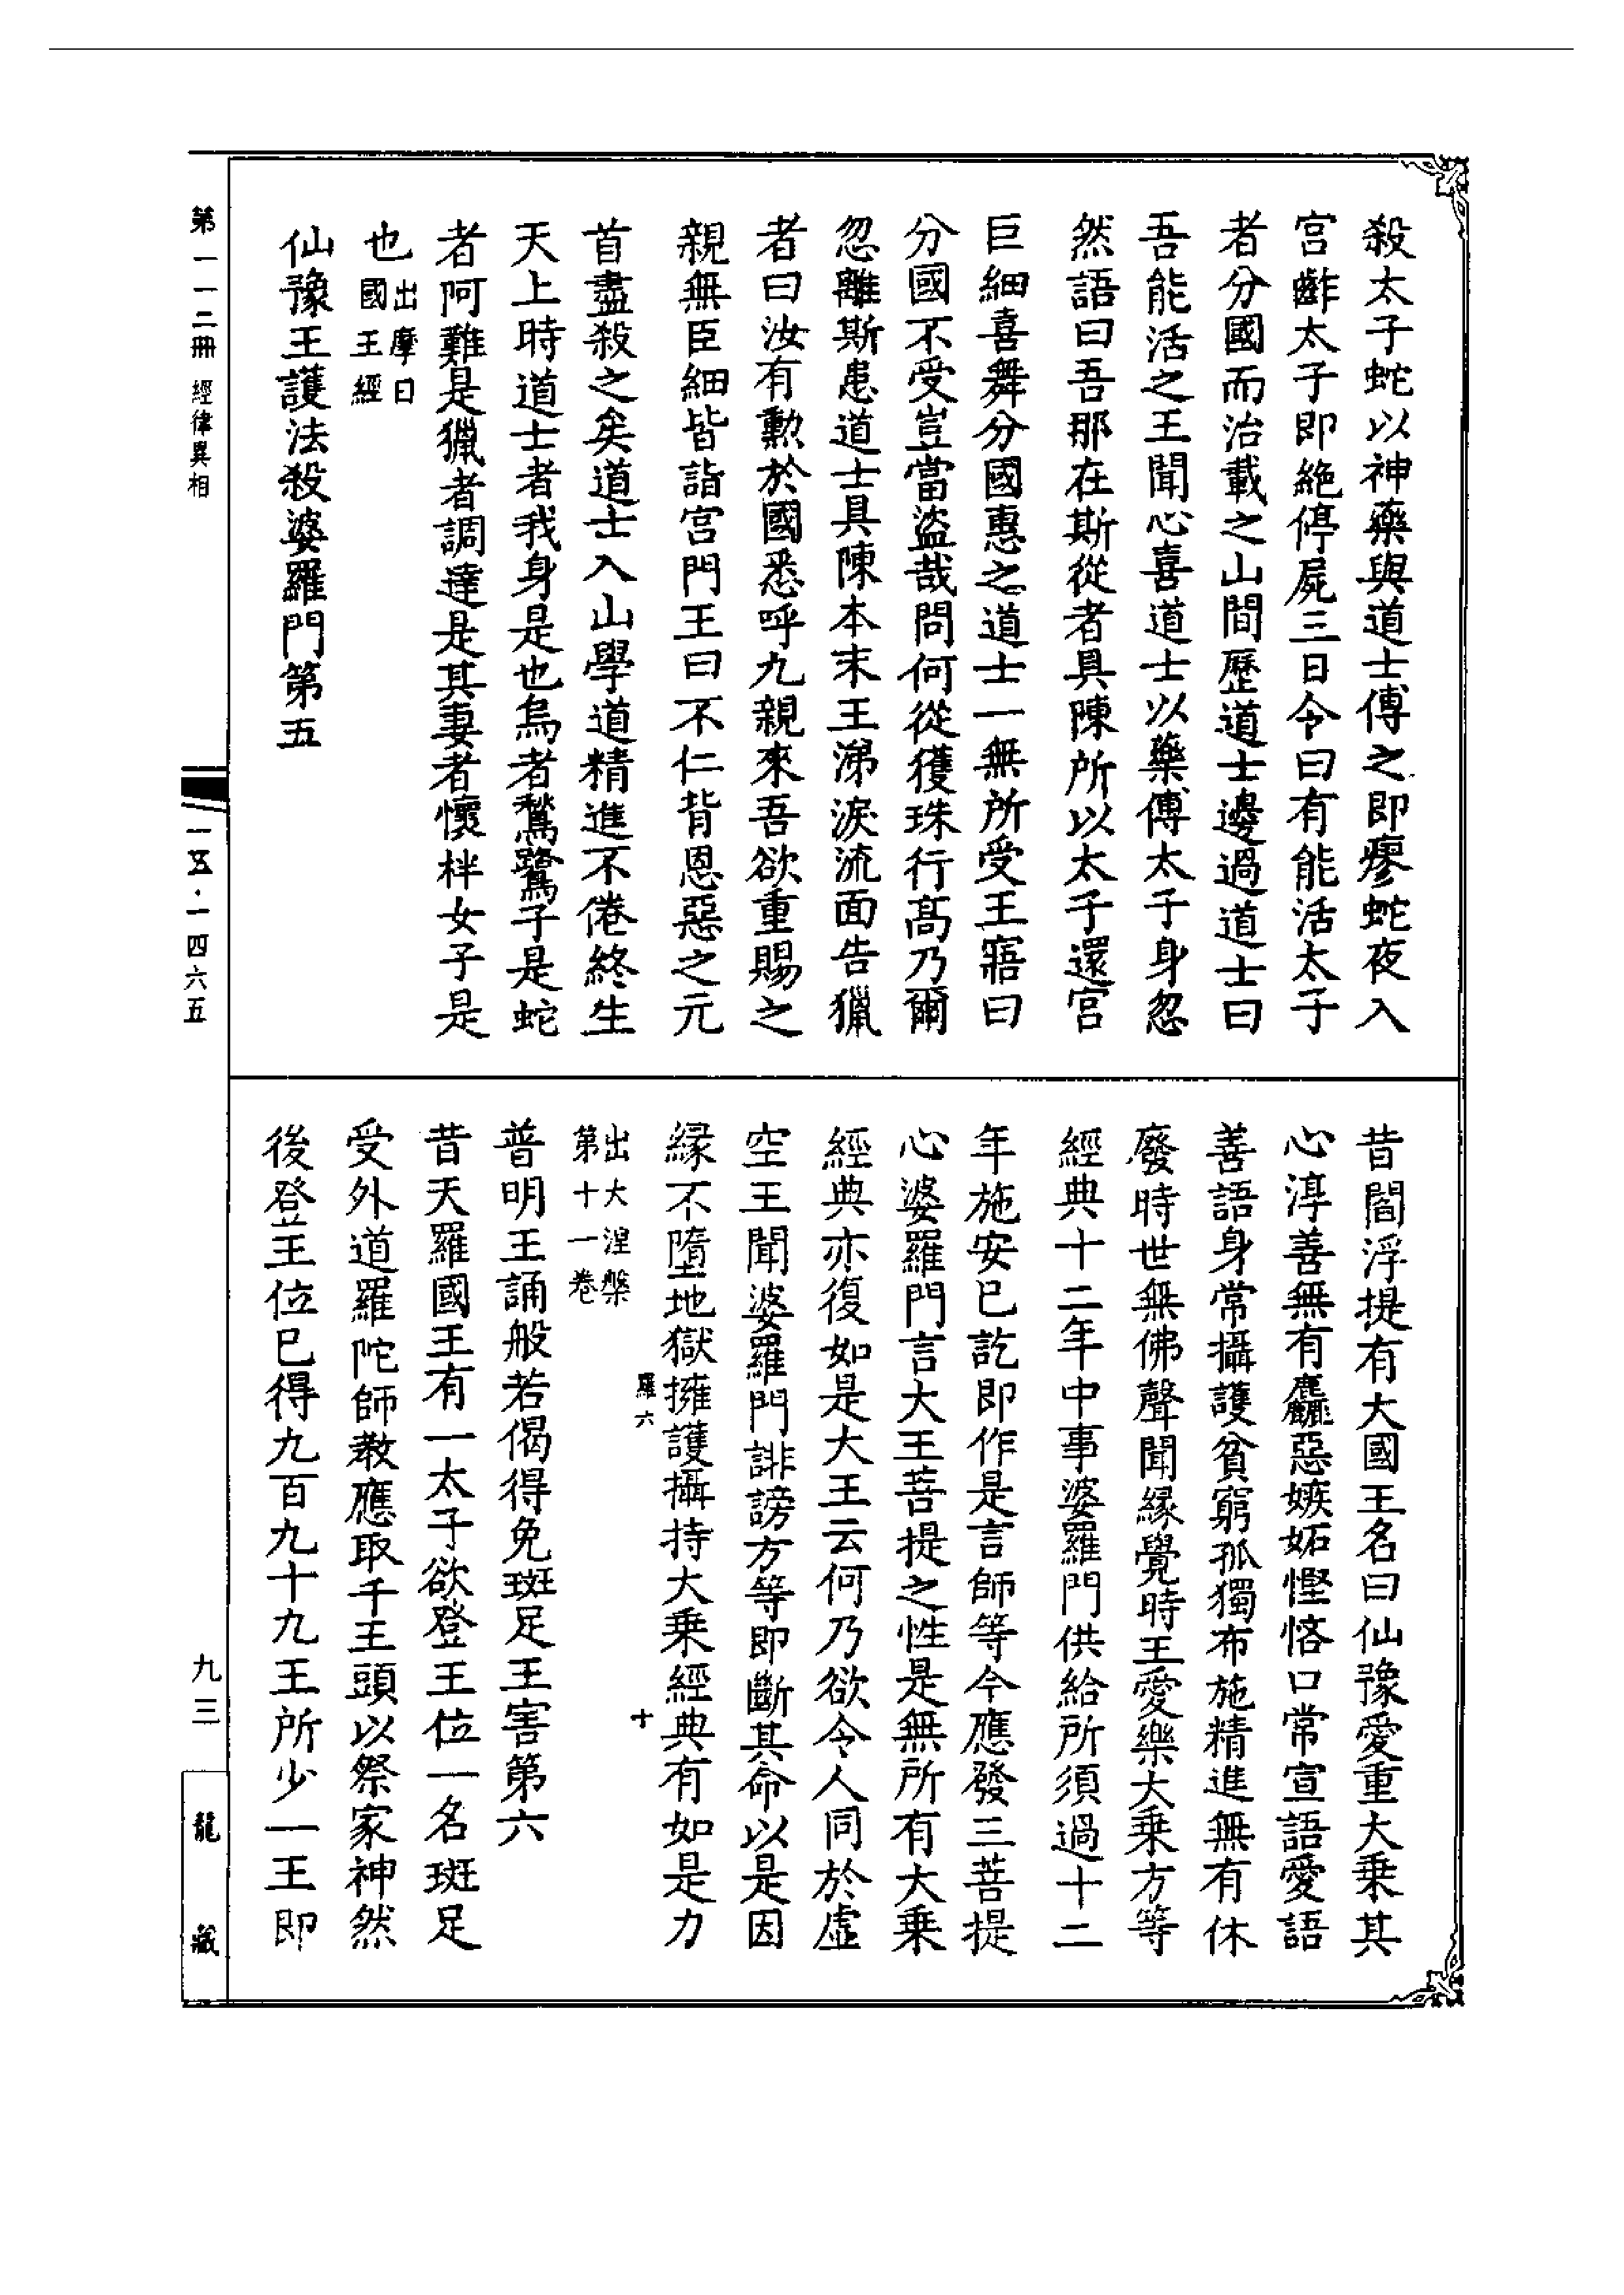 殺太子蛇以神藥與道士傅之即瘳蛇夜入
宫齚太子即絶停屍三日令曰有能活太子
者分國而治載之山間歷道士邊過道士曰
吾能活之王聞心喜道士以藥傅太子身忽
然語曰吾那在斯從者具陳所以太子還宫
巨細喜舞分國惠之道士一無所受王寤曰
分國不受豈當盜哉問何從獲珠行髙乃爾
忽離斯患道士具陳本末王涕淚流面告獵
者曰汝有勲於國悉呼九親來吾欲重賜之
親無臣細皆詣宫門王曰不仁背恩惡之元
首盡殺之矣道士入山學道精進不倦終生
天上時道士者我身是也烏者鶖鷺子是蛇
者阿難是獵者調達是其妻者懷柈女子是
也出摩日國王經
仙豫王護法殺婆羅門第五
昔閻浮提有大國王名曰仙豫愛重大乘其
心淳善無有麤惡嫉妬慳悋口常宣語愛語
善語身常攝護貧窮孤獨布施精進無有休
廢時世無佛聲聞縁覺時王愛樂大乘方等
經典十二年中事婆羅門供給所須過十二
年施安已訖即作是言師等今應發三菩提
心婆羅門言大王菩提之性是無所有大乘
經典亦復如是大王云何乃欲令人同於虛
空王聞婆羅門誹謗方等即斷其命以是因
縁不墮地獄擁護攝持大乘經典有如是力
羅六 十
出大涅槃
第十一卷
普明王誦般若偈得免斑足王害第六
昔天羅國王有一太子欲登王位一名斑足
受外道羅陀師教應取千王頭以祭家神然
後登王位已得九百九十九王所少一王即
第一一二冊 經律異相
一五·一四六五
九三
龍藏